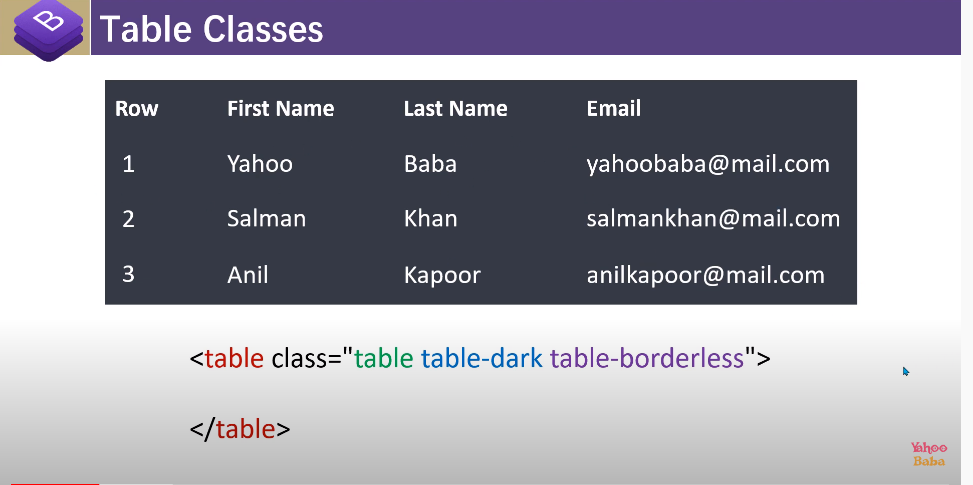 B
Table Classes
Row First Name Last Name Email
1 Yahoo Baba yahoobaba@mail.com
2 Salman Khan salmankhan@mail.com
3 Anil Kapoor anilkapoor@mail.com
<table class="table table-dark table-borderless">
</table>
Yahoo
Baba